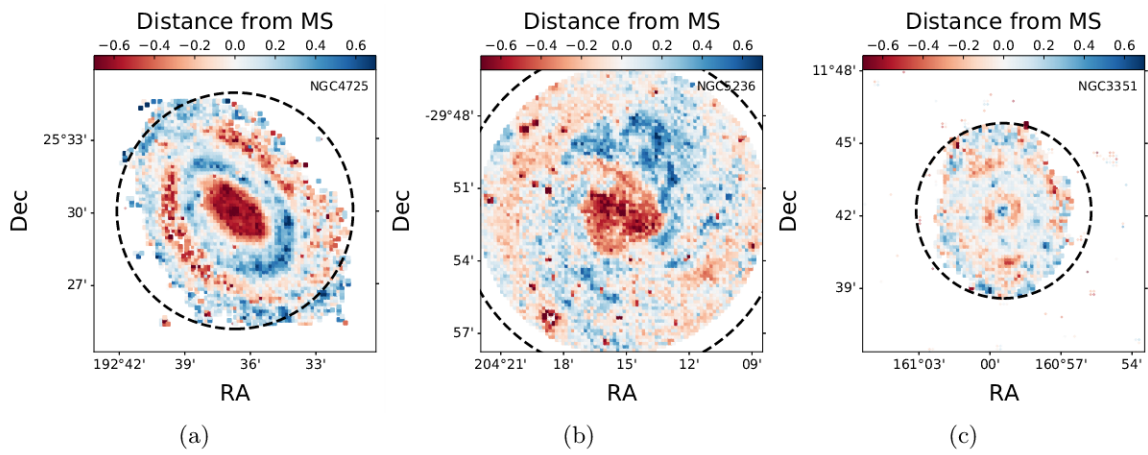 Distance from MS
−0.6 −0.4 −0.2 0.0 0.2 0.4 0.6
NGC4725
25°33'
30'
27'
Dec
192°42' 39' 36' 33'
RA
(a)
Distance from MS
−0.6 −0.4 −0.2 0.0 0.2 0.4 0.6
NGC5236
-29°48'
51'
54'
57'
Dec
204°21' 18' 15' 12' 09'
RA
(b)
Distance from MS
−0.6 −0.4 −0.2 0.0 0.2 0.4 0.6
NGC3351
11°48'
45'
42'
39'
Dec
161°03' 00' 160°57' 54'
RA
(c)